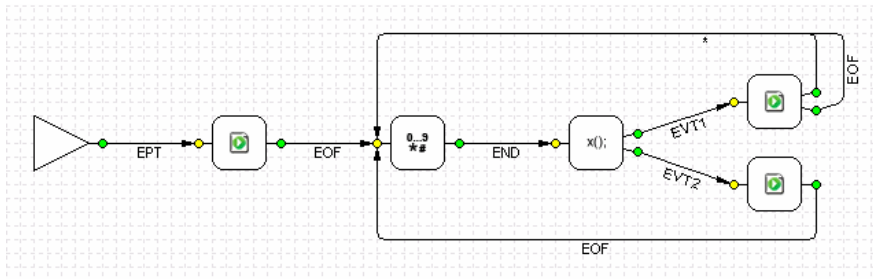 *
EOF
0...9
*#
x();
EVT1
EPT
EOF
END
EVT2
EOF